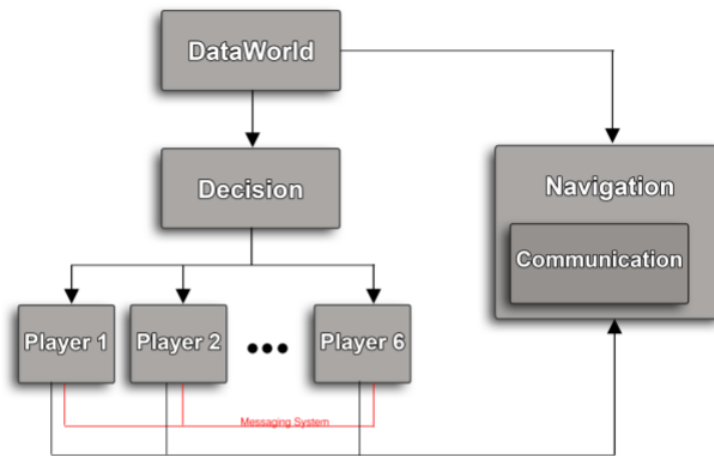 DataWorld
Decision
Navigation
Communication
Player 1
Player 2
Player 6
Messaging System